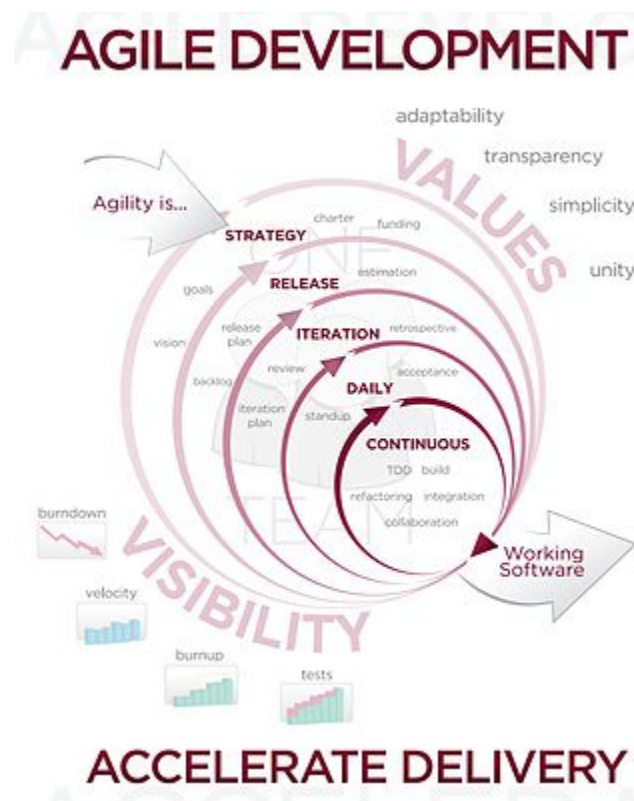 AGILE DEVELOPMENT
adaptability
VALUES
transparency
Agility is...
simplicity
charter
funding
STRATEGY
ONE
unity
estimation
RELEASE
goals
release
plan
ITERATION
retrospective
vision
review
acceptance
backlog
DAILY
iteration
plan
standup
CONTINUOUS
TDD build
refactoring integration
TEAM
collaboration
burndown
VISIBILITY
Working
Software
velocity
burnup
tests
ACCELERATE DELIVERY